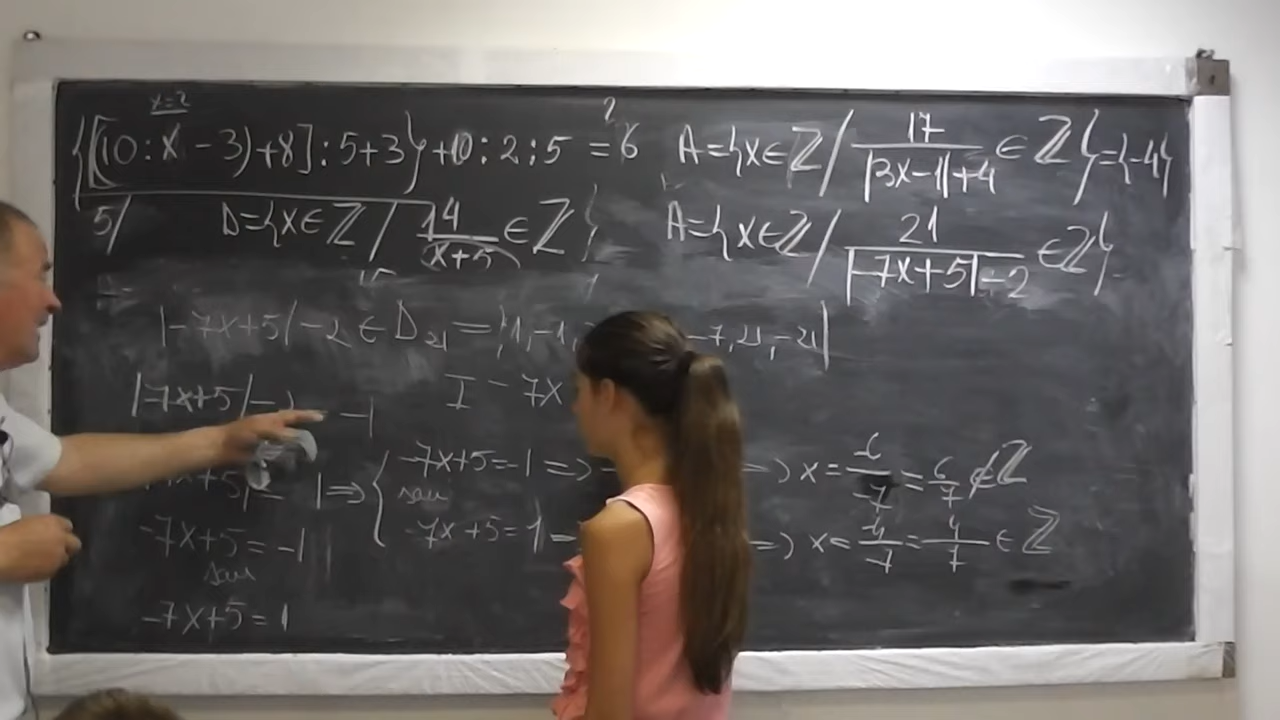 x=2
{[(10:x-3)+8]:5+3}+10:2:5 =? 6
5/ D={x∈ℤ / 14/(x+5) ∈ℤ}
A={x∈ℤ / 17/(|3x-1|+4) ∈ℤ}={-4}
A={x∈ℤ / 21/(|-7x+5|-2) ∈ℤ}
|-7x+5|-2 ∈ D₂₁ = {1,-1, -7,21,-21}
|-7x+5|- -1 I -7x
+5|= 1 ⇒ { -7x+5=-1 => => x= -6/-7 = 6/7 ∉ℤ
sau
-7x+5=1 = => x= -4/-7 = 4/7 ∈ℤ
-7x+5=-1
sau
-7x+5=1